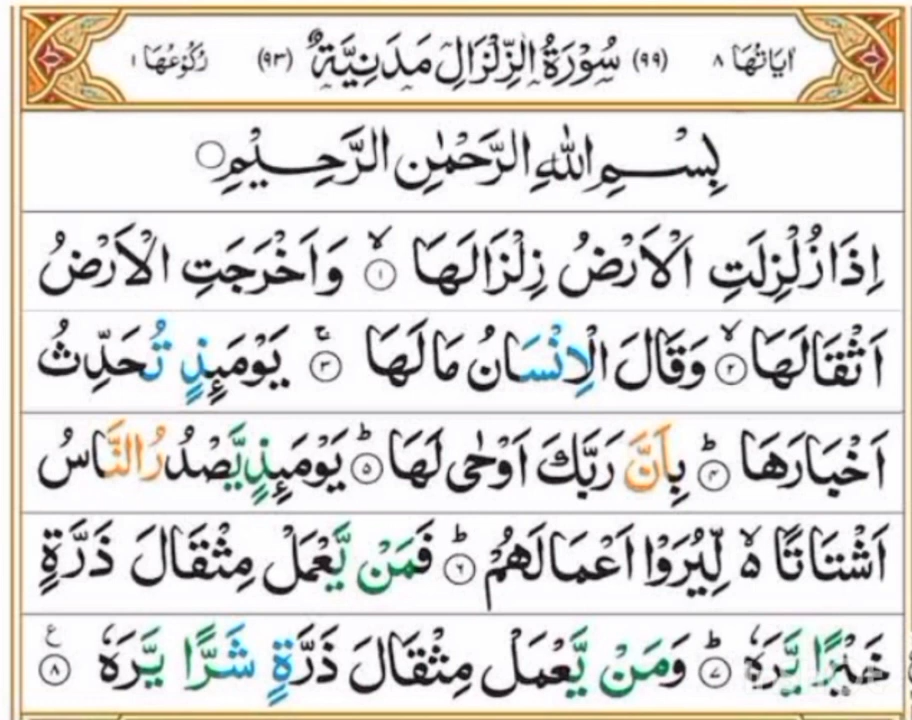 اٰيَاتُهَا ٨ (٩٩) سُوْرَةُ الزِّلْزَالِ مَدَنِيَّةٌ (٩٣) رُكُوْعُهَا ١
بِسْمِ اللّٰهِ الرَّحْمٰنِ الرَّحِيْمِ
اِذَا زُلْزِلَتِ الْاَرْضُ زِلْزَالَهَا ۙ ١ وَاَخْرَجَتِ الْاَرْضُ
اَثْقَالَهَا ۙ ٢ وَقَالَ الْاِنْسَانُ مَا لَهَا ۚ ٣ يَوْمَىِٕذٍ تُحَدِّثُ
اَخْبَارَهَا ؕ ٤ بِاَنَّ رَبَّكَ اَوْحٰى لَهَا ؕ ٥ يَوْمَىِٕذٍ يَّصْدُرُ النَّاسُ
اَشْتَاتًا ۙ لِّيُرَوْا اَعْمَالَهُمْ ؕ ٦ فَمَنْ يَّعْمَلْ مِثْقَالَ ذَرَّةٍ
خَيْرًا يَّرَهٗ ؕ ٧ وَمَنْ يَّعْمَلْ مِثْقَالَ ذَرَّةٍ شَرًّا يَّرَهٗ ٨ ع